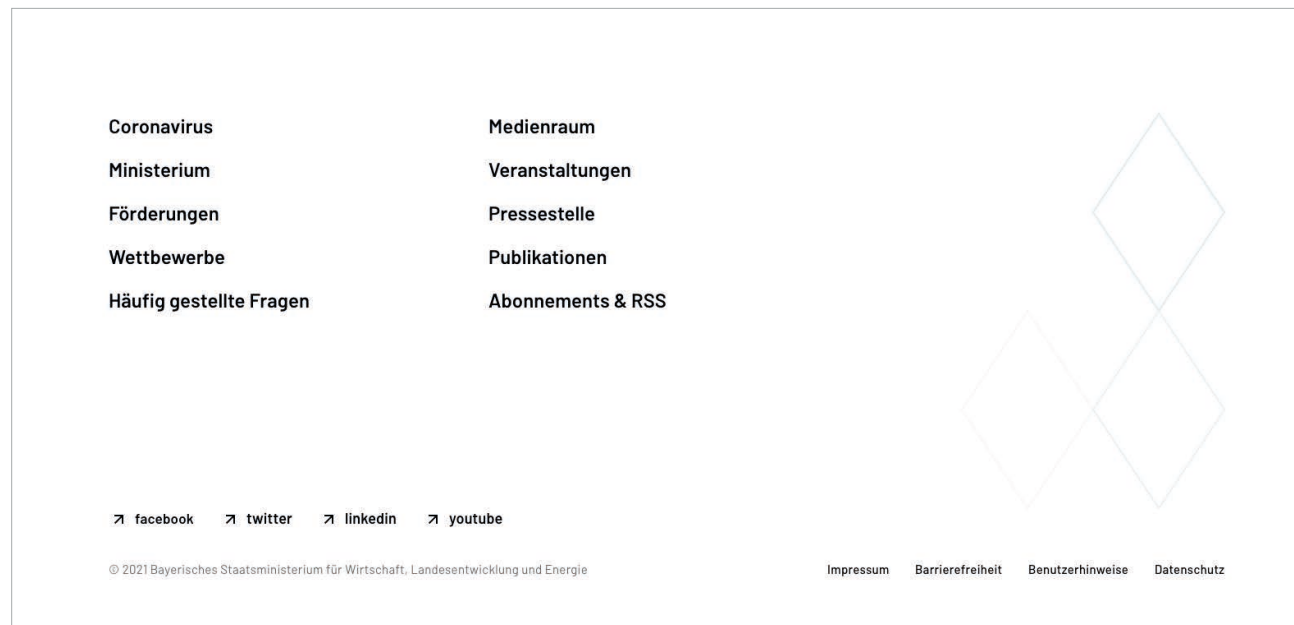 Coronavirus
Ministerium
Förderungen
Wettbewerbe
Häufig gestellte Fragen
Medienraum
Veranstaltungen
Pressestelle
Publikationen
Abonnements & RSS
facebook twitter linkedin youtube
© 2021 Bayerisches Staatsministerium für Wirtschaft, Landesentwicklung und Energie
Impressum Barrierefreiheit Benutzerhinweise Datenschutz